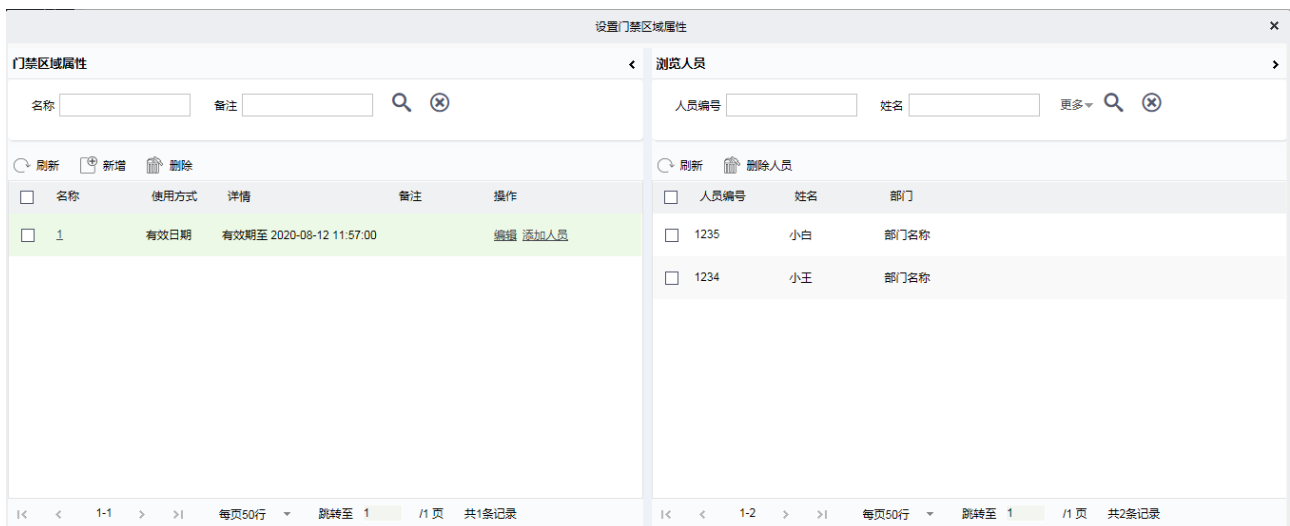 设置门禁区域属性
门禁区域属性
名称 备注
刷新 新增 删除
名称 使用方式 详情 备注 操作
1 有效日期 有效期至 2020-08-12 11:57:00 编辑 添加人员
1-1 每页50行 跳转至 1 /1 页 共1条记录
浏览人员
人员编号 姓名 更多
刷新 删除人员
人员编号 姓名 部门
1235 小白 部门名称
1234 小王 部门名称
1-2 每页50行 跳转至 1 /1 页 共2条记录